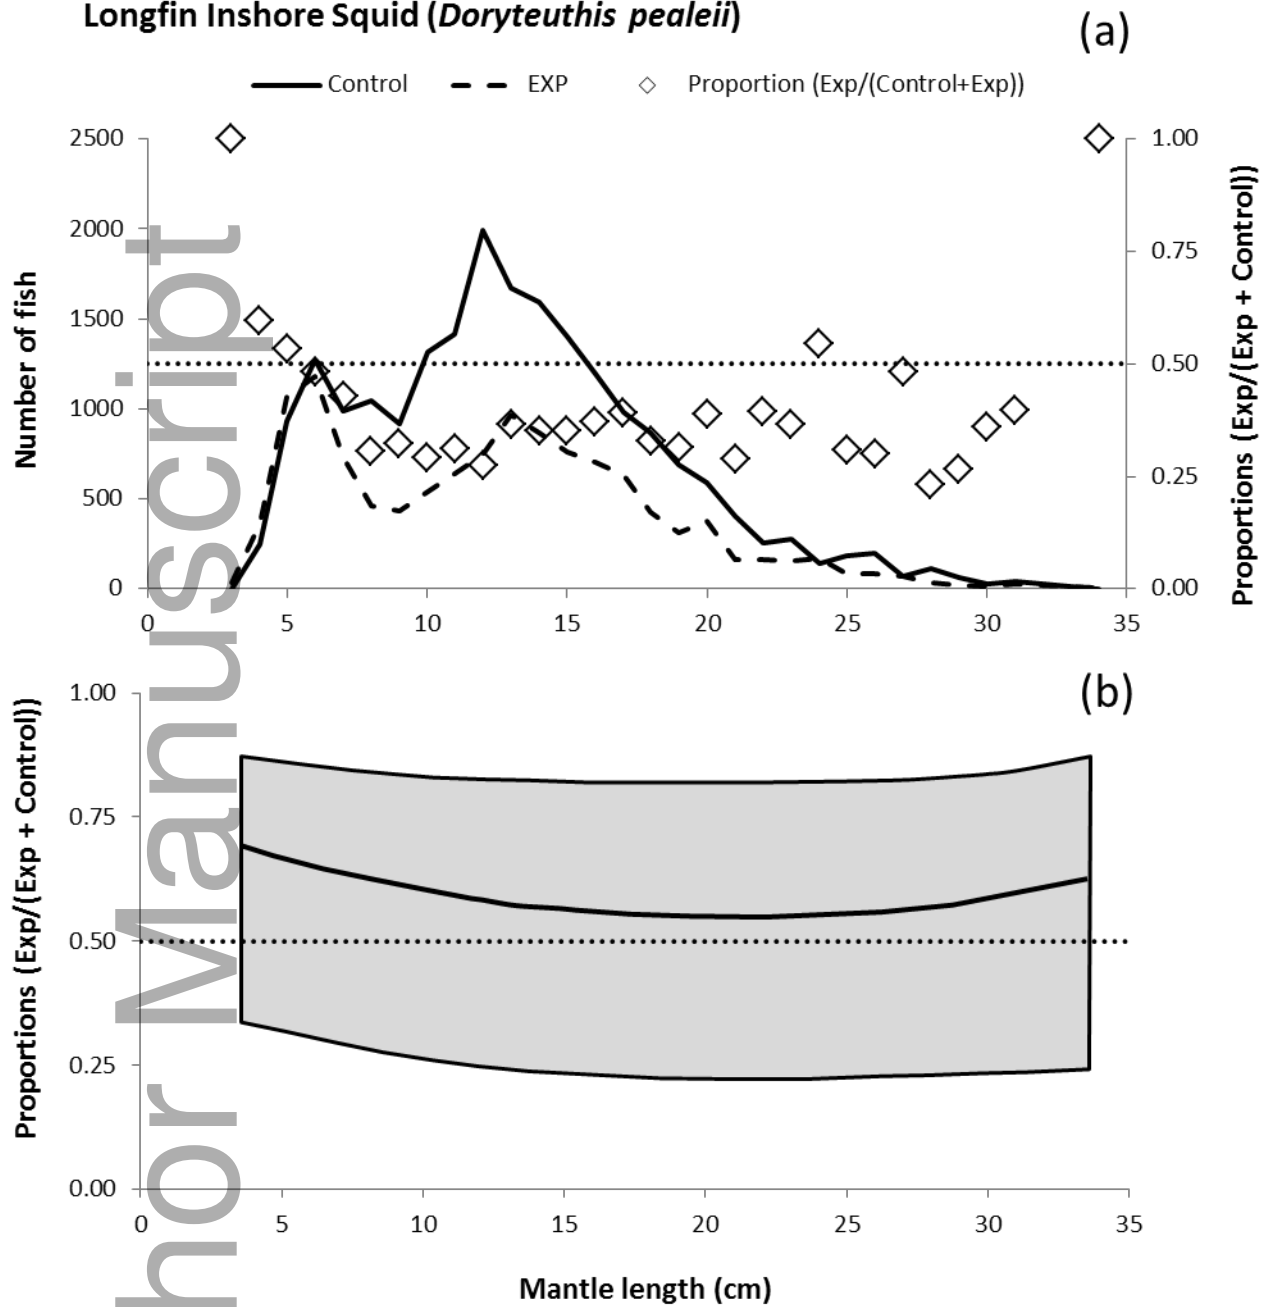 Longfin Inshore Squid (Doryteuthis pealeii)
(a)
Control EXP Proportion (Exp/(Control+Exp))
2500
2000
1500
1000
500
0
Number of fish
1.00
0.75
0.50
0.25
0.00
Proportions (Exp/(Exp + Control))
0 5 10 15 20 25 30 35
(b)
1.00
0.75
0.50
0.25
0.00
Proportions (Exp/(Exp + Control))
0 5 10 15 20 25 30 35
Mantle length (cm)
hor Manuscript